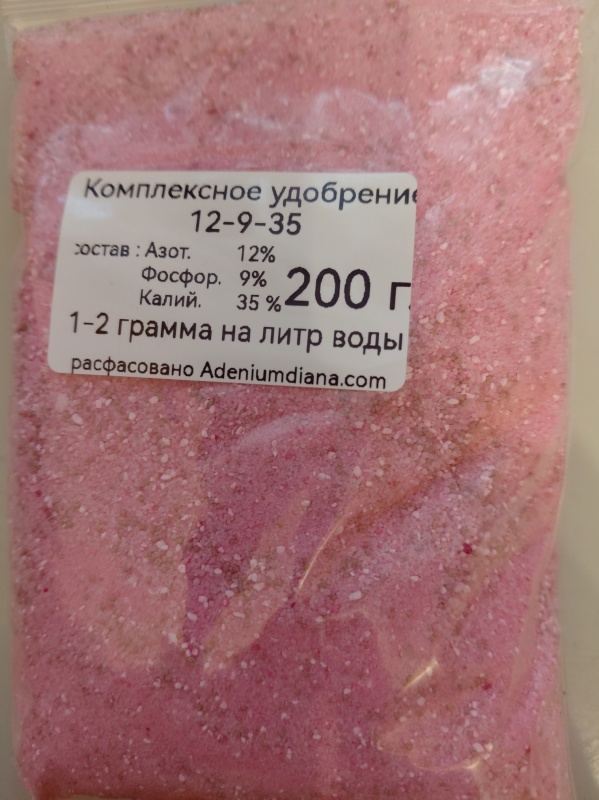 Комплексное удобрение
12-9-35
состав : Азот. 12%
Фосфор. 9%
Калий. 35 %
200 г.
1-2 грамма на литр воды
расфасовано Adeniumdiana.com